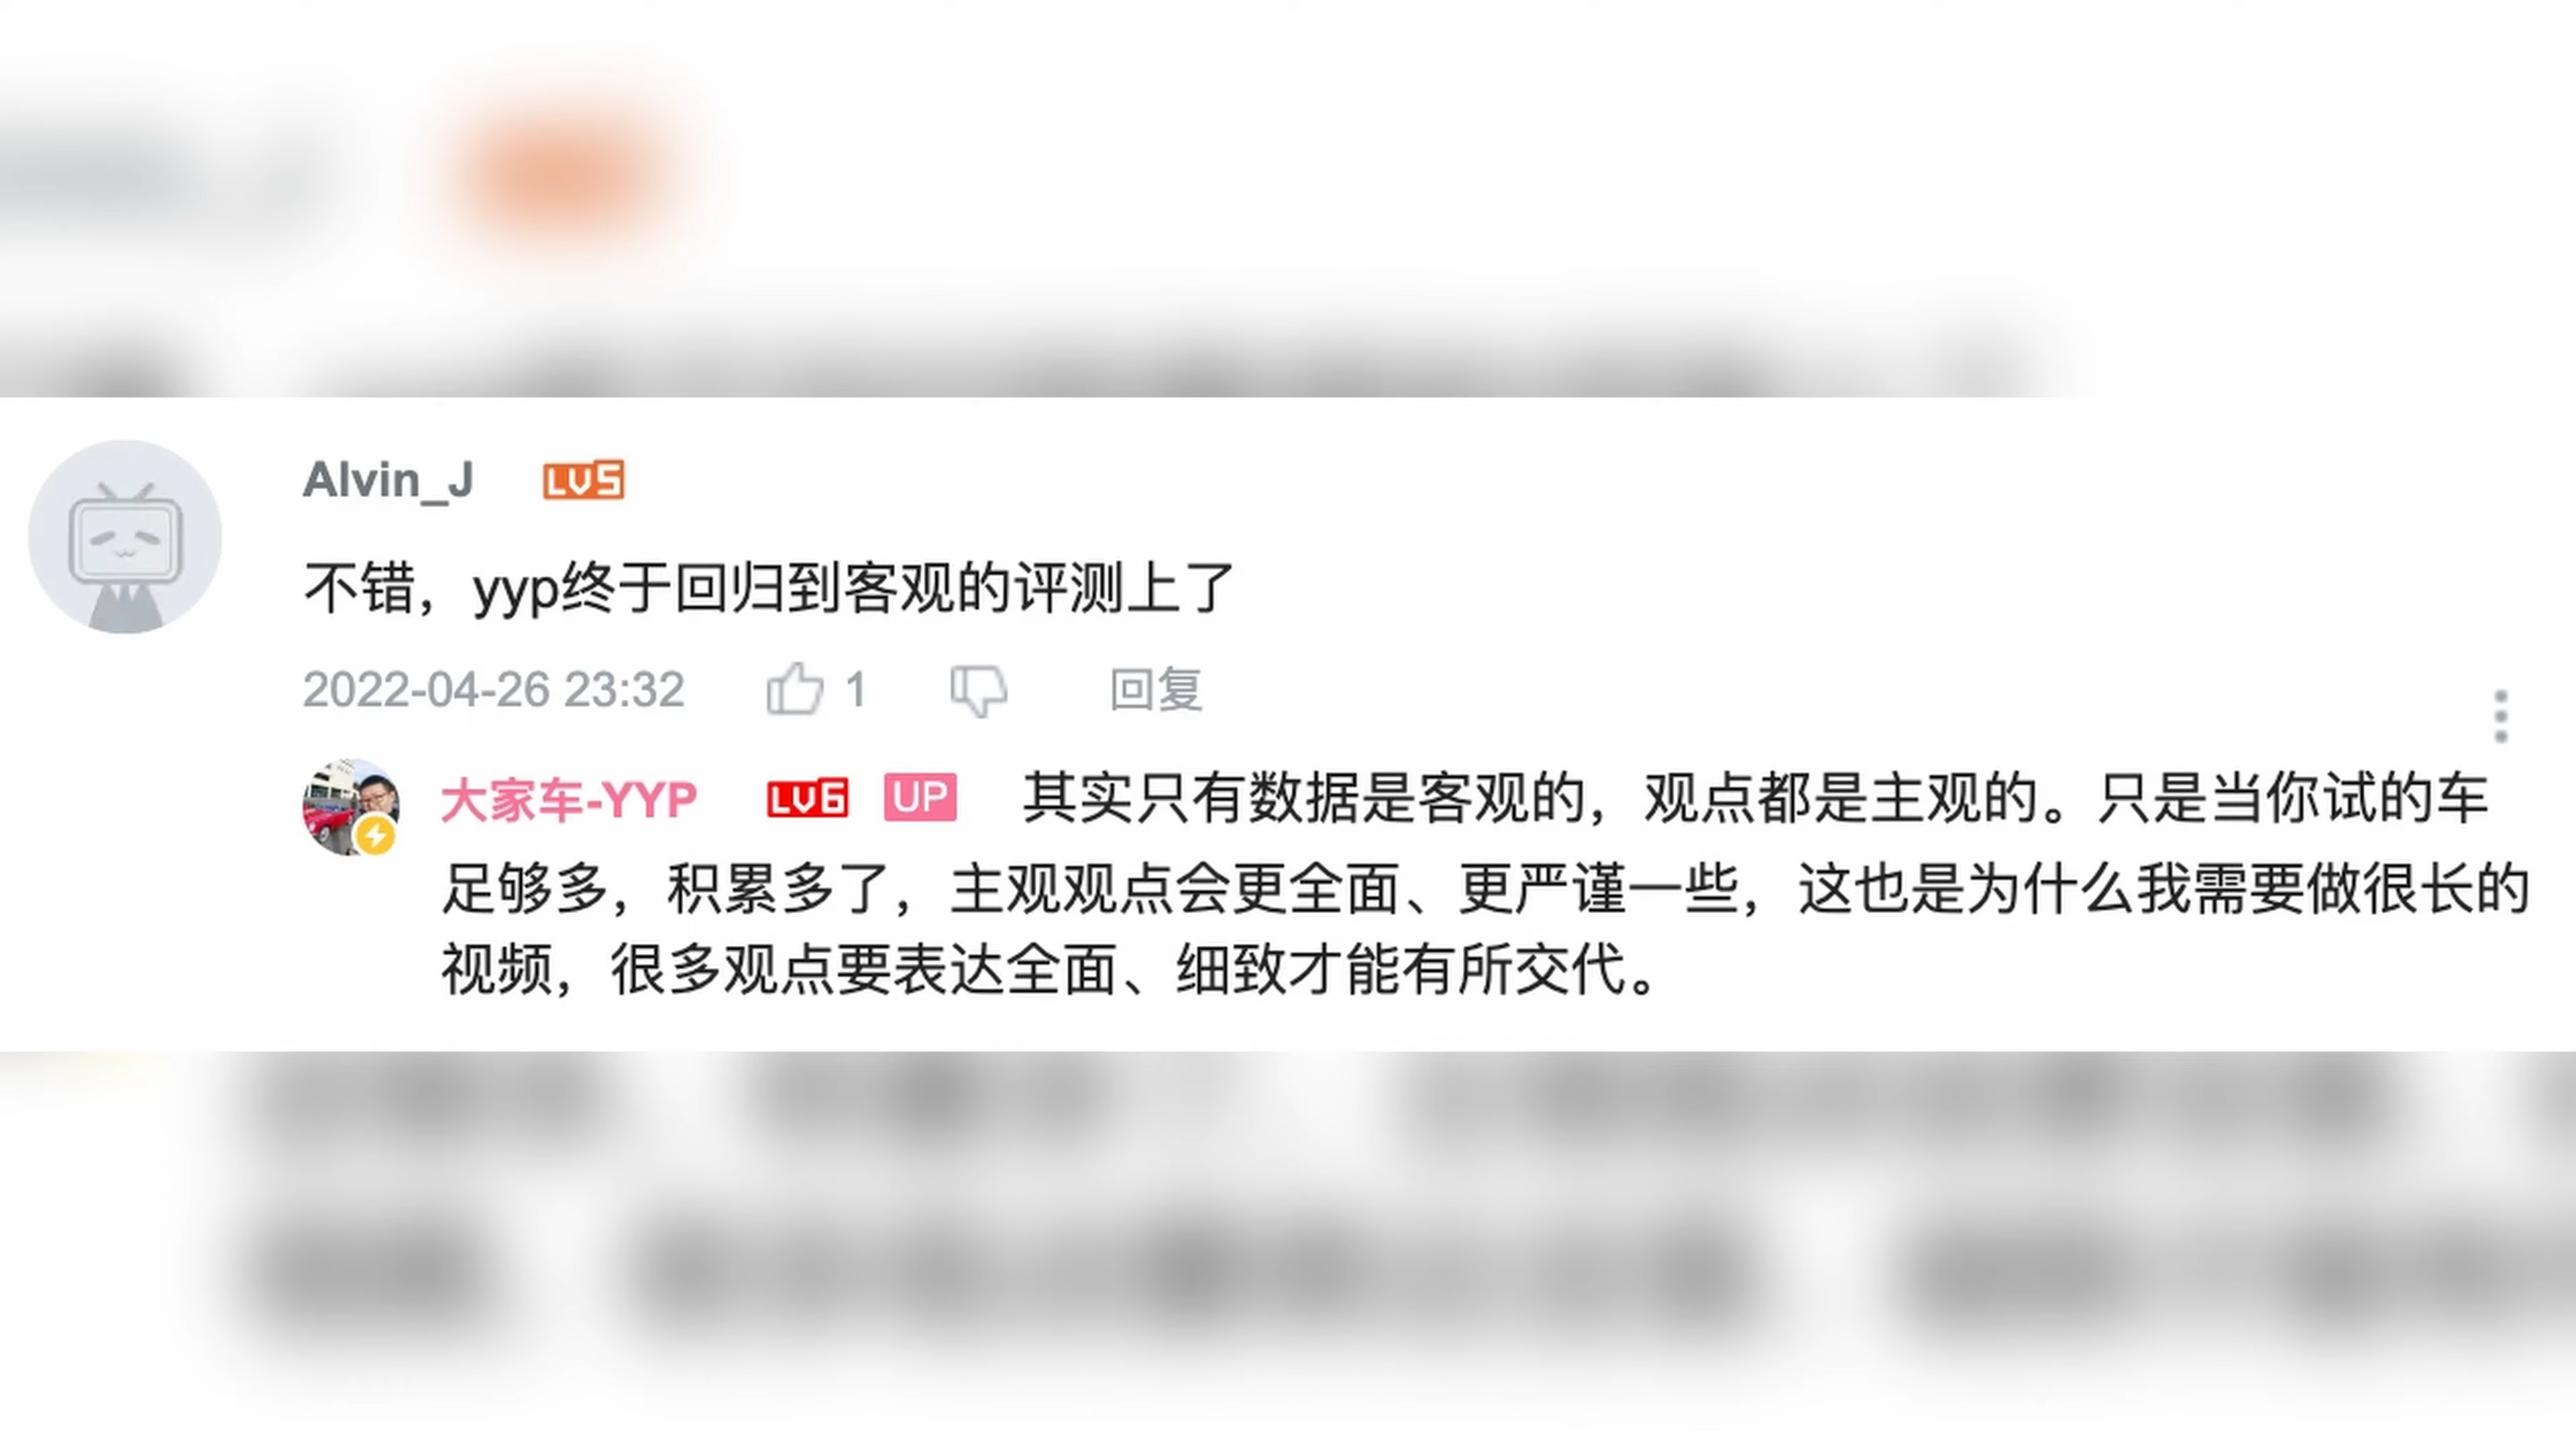 Alvin_J LV5
不错，yyp终于回归到客观的评测上了
2022-04-26 23:32 1 回复
大家车-YYP LV6 UP 其实只有数据是客观的，观点都是主观的。只是当你试的车
足够多，积累多了，主观观点会更全面、更严谨一些，这也是为什么我需要做很长的
视频，很多观点要表达全面、细致才能有所交代。